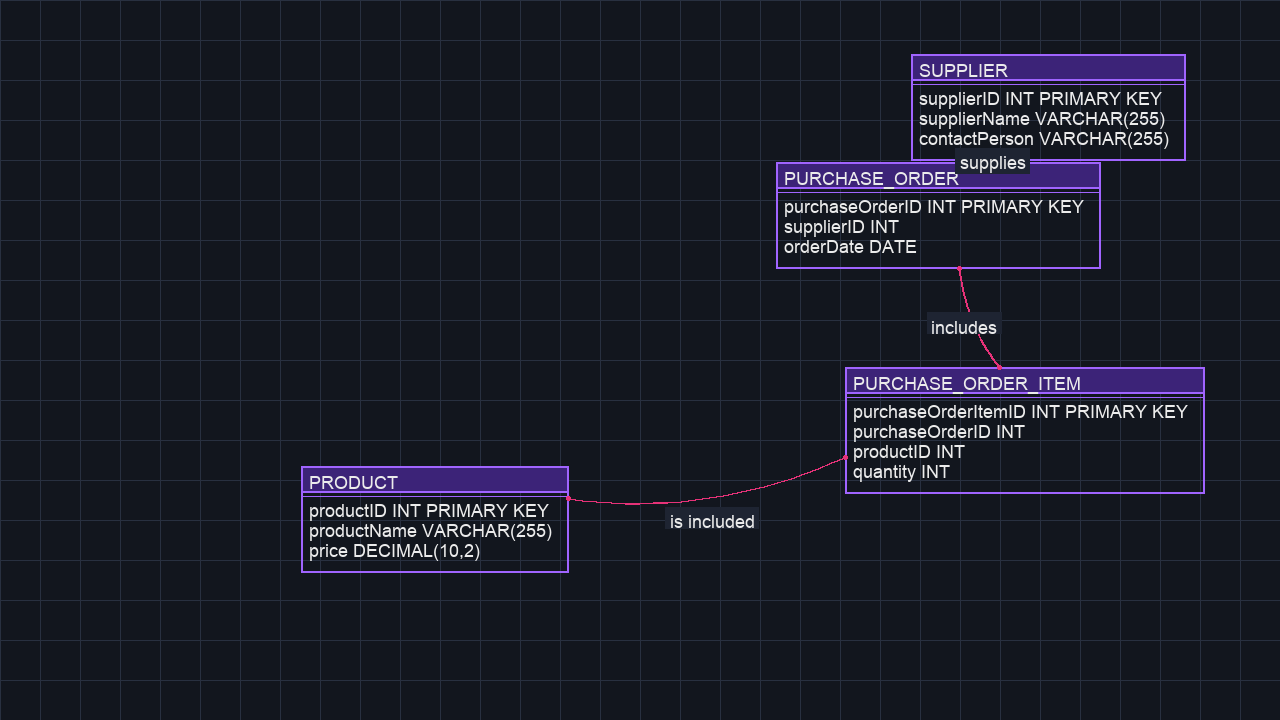 SUPPLIER
supplierID INT PRIMARY KEY
supplierName VARCHAR(255)
contactPerson VARCHAR(255)
supplies
PURCHASE_ORDER
purchaseOrderID INT PRIMARY KEY
supplierID INT
orderDate DATE
includes
PURCHASE_ORDER_ITEM
purchaseOrderItemID INT PRIMARY KEY
purchaseOrderID INT
productID INT
quantity INT
PRODUCT
productID INT PRIMARY KEY
productName VARCHAR(255)
price DECIMAL(10,2)
is included